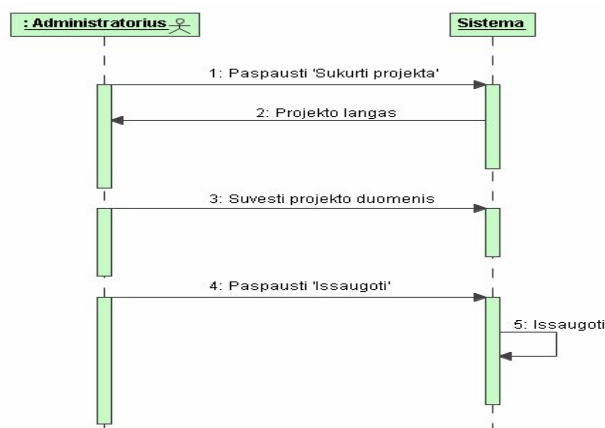 : Administratorius
Sistema
1: Paspausti 'Sukurti projekta'
2: Projekto langas
3: Suvesti projekto duomenis
4: Paspausti 'Issaugoti'
5: Issaugoti